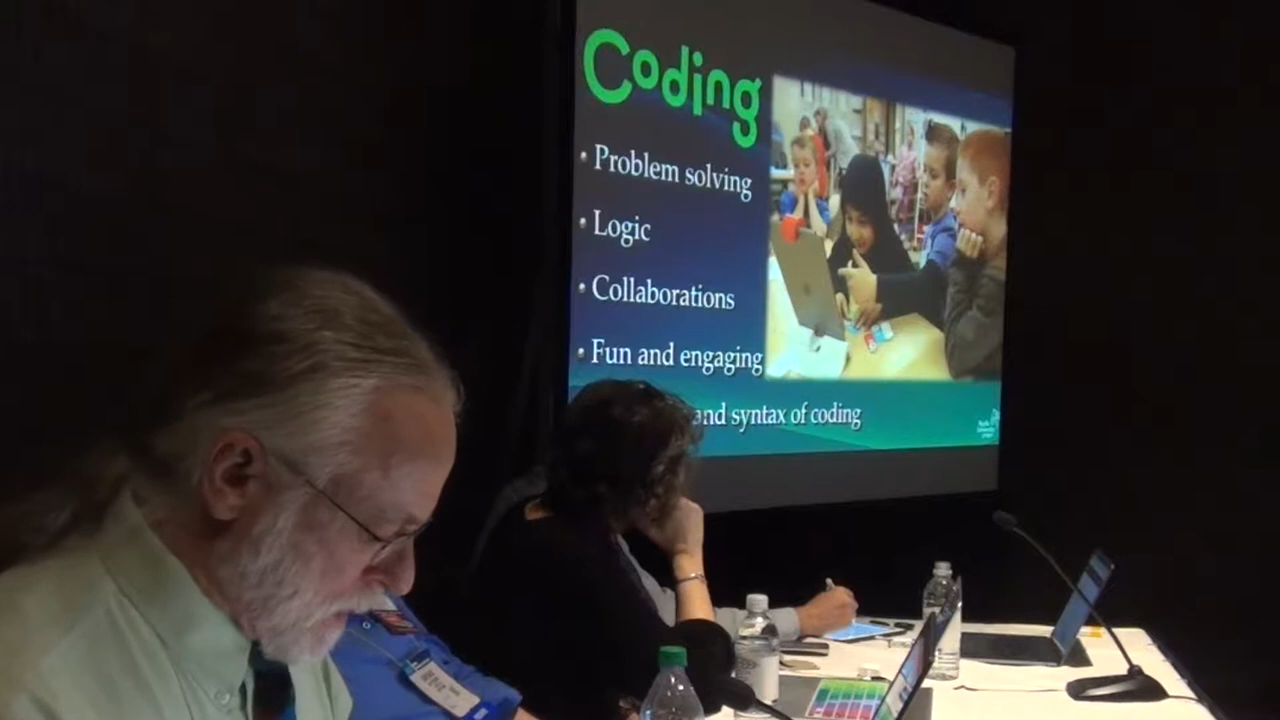 Coding
• Problem solving
• Logic
• Collaborations
• Fun and engaging
and syntax of coding